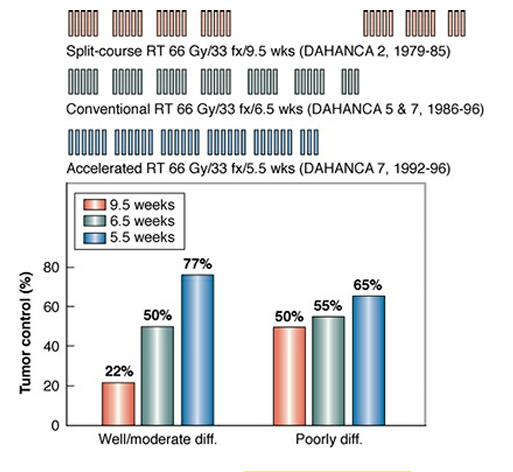 Split-course RT 66 Gy/33 fx/9.5 wks (DAHANCA 2, 1979-85)
Conventional RT 66 Gy/33 fx/6.5 wks (DAHANCA 5 & 7, 1986-96)
Accelerated RT 66 Gy/33 fx/5.5 wks (DAHANCA 7, 1992-96)
9.5 weeks
6.5 weeks
5.5 weeks
Tumor control (%)
80
60
40
20
0
22%
50%
77%
50%
55%
65%
Well/moderate diff.
Poorly diff.